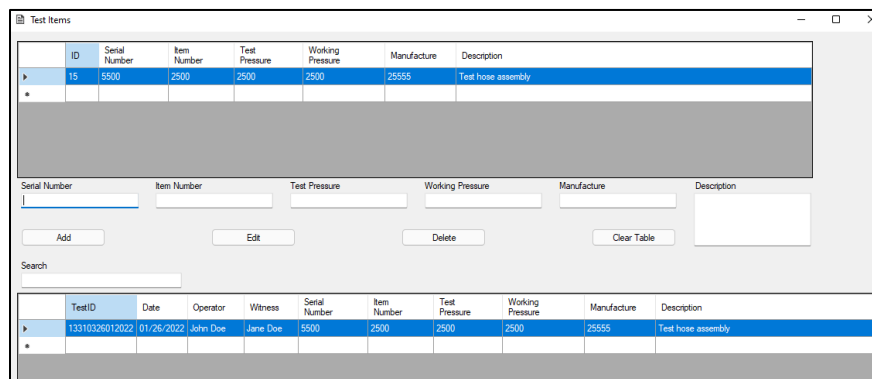 Test Items
ID Serial Number Item Number Test Pressure Working Pressure Manufacture Description
15 5500 2500 2500 2500 25555 Test hose assembly
Serial Number Item Number Test Pressure Working Pressure Manufacture Description
Add Edit Delete Clear Table
Search
TestID Date Operator Witness Serial Number Item Number Test Pressure Working Pressure Manufacture Description
13310326012022 01/26/2022 John Doe Jane Doe 5500 2500 2500 2500 25555 Test hose assembly